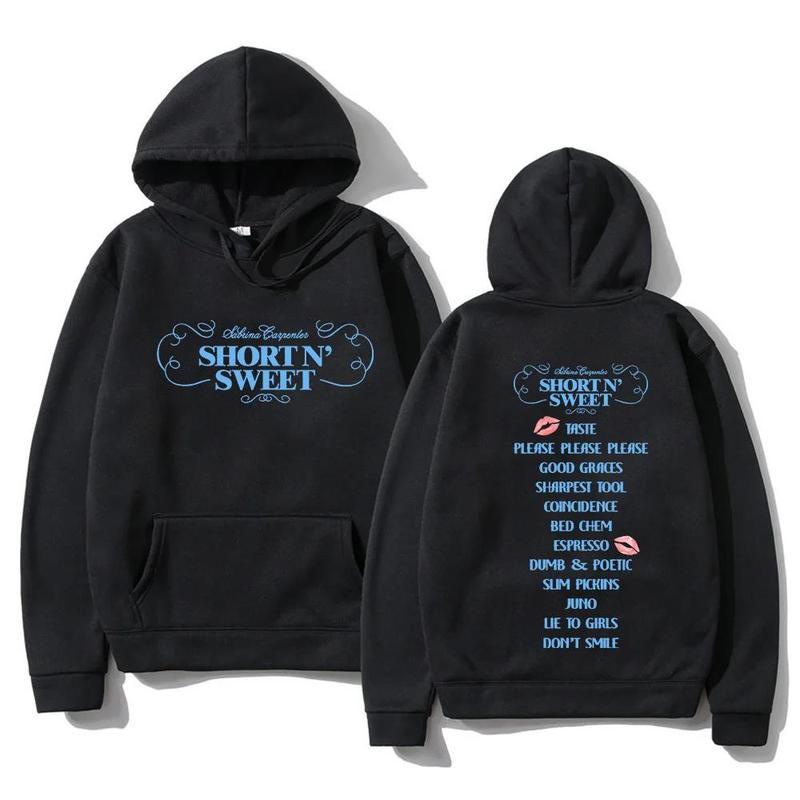 Sabrina Carpenter
SHORT N'
SWEET
Sabrina Carpenter
SHORT N'
SWEET
TASTE
PLEASE PLEASE PLEASE
GOOD GRACES
SHARPEST TOOL
COINCIDENCE
BED CHEM
ESPRESSO
DUMB & POETIC
SLIM PICKINS
JUNO
LIE TO GIRLS
DON'T SMILE